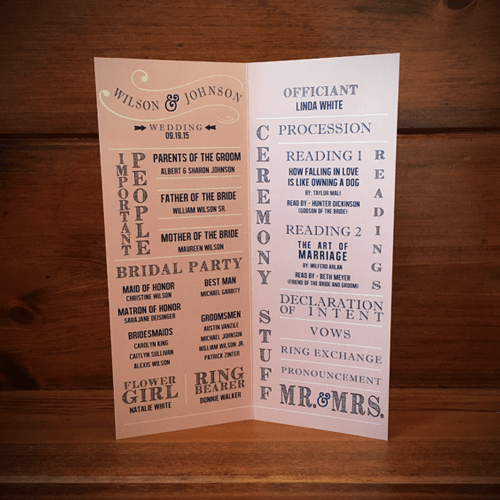 WILSON & JOHNSON
WEDDING
09.19.15
IMPORTANT
PEOPLE
PARENTS OF THE GROOM
ALBERT & SHARON JOHNSON
FATHER OF THE BRIDE
WILLIAM WILSON SR.
MOTHER OF THE BRIDE
MAUREEN WILSON
BRIDAL PARTY
MAID OF HONOR
CHRISTINE WILSON
MATRON OF HONOR
SARAJANE DEISINGER
BRIDESMAIDS
CAROLYN KING
CAITLYN SULLIVAN
ALEXIS WILSON
BEST MAN
MICHAEL GARRITY
GROOMSMEN
AUSTIN VANZILE
MICHAEL JOHNSON
WILLIAM WILSON JR.
PATRICK ZINTER
FLOWER
GIRL
NATALIE WHITE
RING
BEARER
DONNIE WALKER
OFFICIANT
LINDA WHITE
CEREMONY STUFF
PROCESSION
READINGS
READING 1
HOW FALLING IN LOVE
IS LIKE OWNING A DOG
BY: TAYLOR MALI
READ BY - HUNTER DICKINSON
(GODSON OF THE BRIDE)
READING 2
THE ART OF
MARRIAGE
BY: WILFERD ARLAN
READ BY - BETH MEYER
(FRIEND OF THE BRIDE AND GROOM)
DECLARATION
OF INTENT
VOWS
RING EXCHANGE
PRONOUNCEMENT
MR.&MRS.